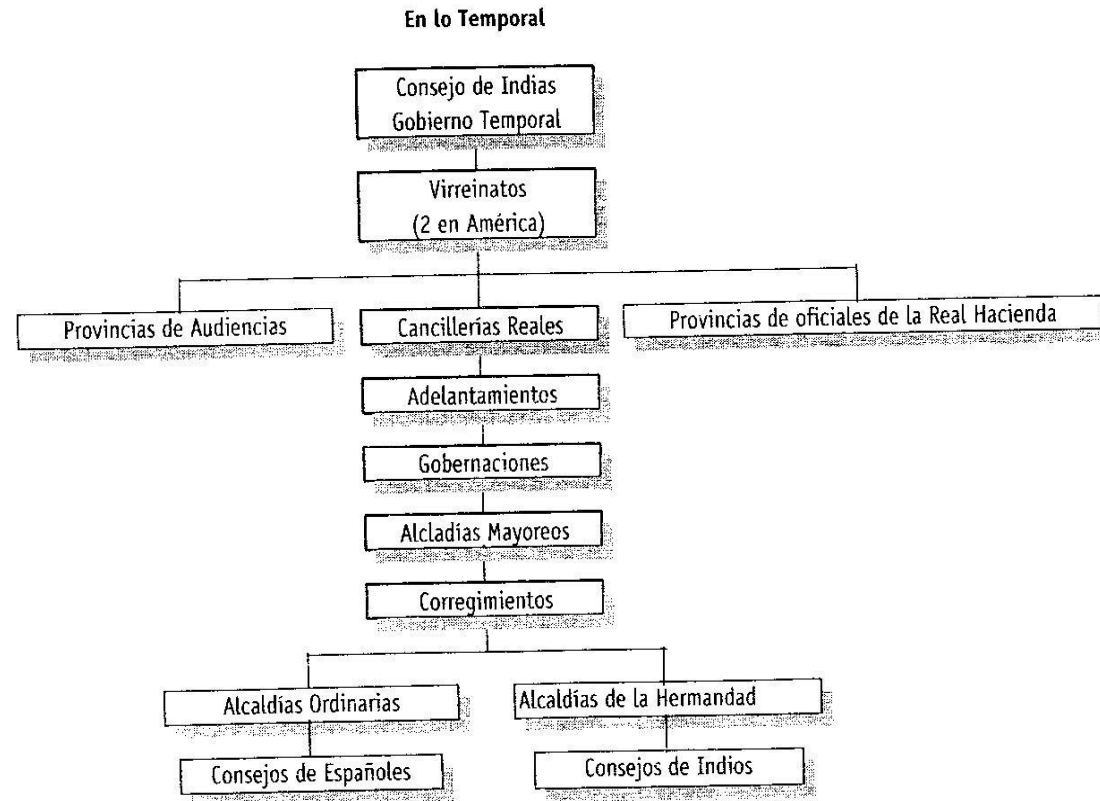 En lo Temporal
Consejo de Indias
Gobierno Temporal
Virreinatos
(2 en América)
Provincias de Audiencias
Cancillerías Reales
Provincias de oficiales de la Real Hacienda
Adelantamientos
Gobernaciones
Alcladías Mayoreos
Corregimientos
Alcaldías Ordinarias
Alcaldías de la Hermandad
Consejos de Españoles
Consejos de Indios